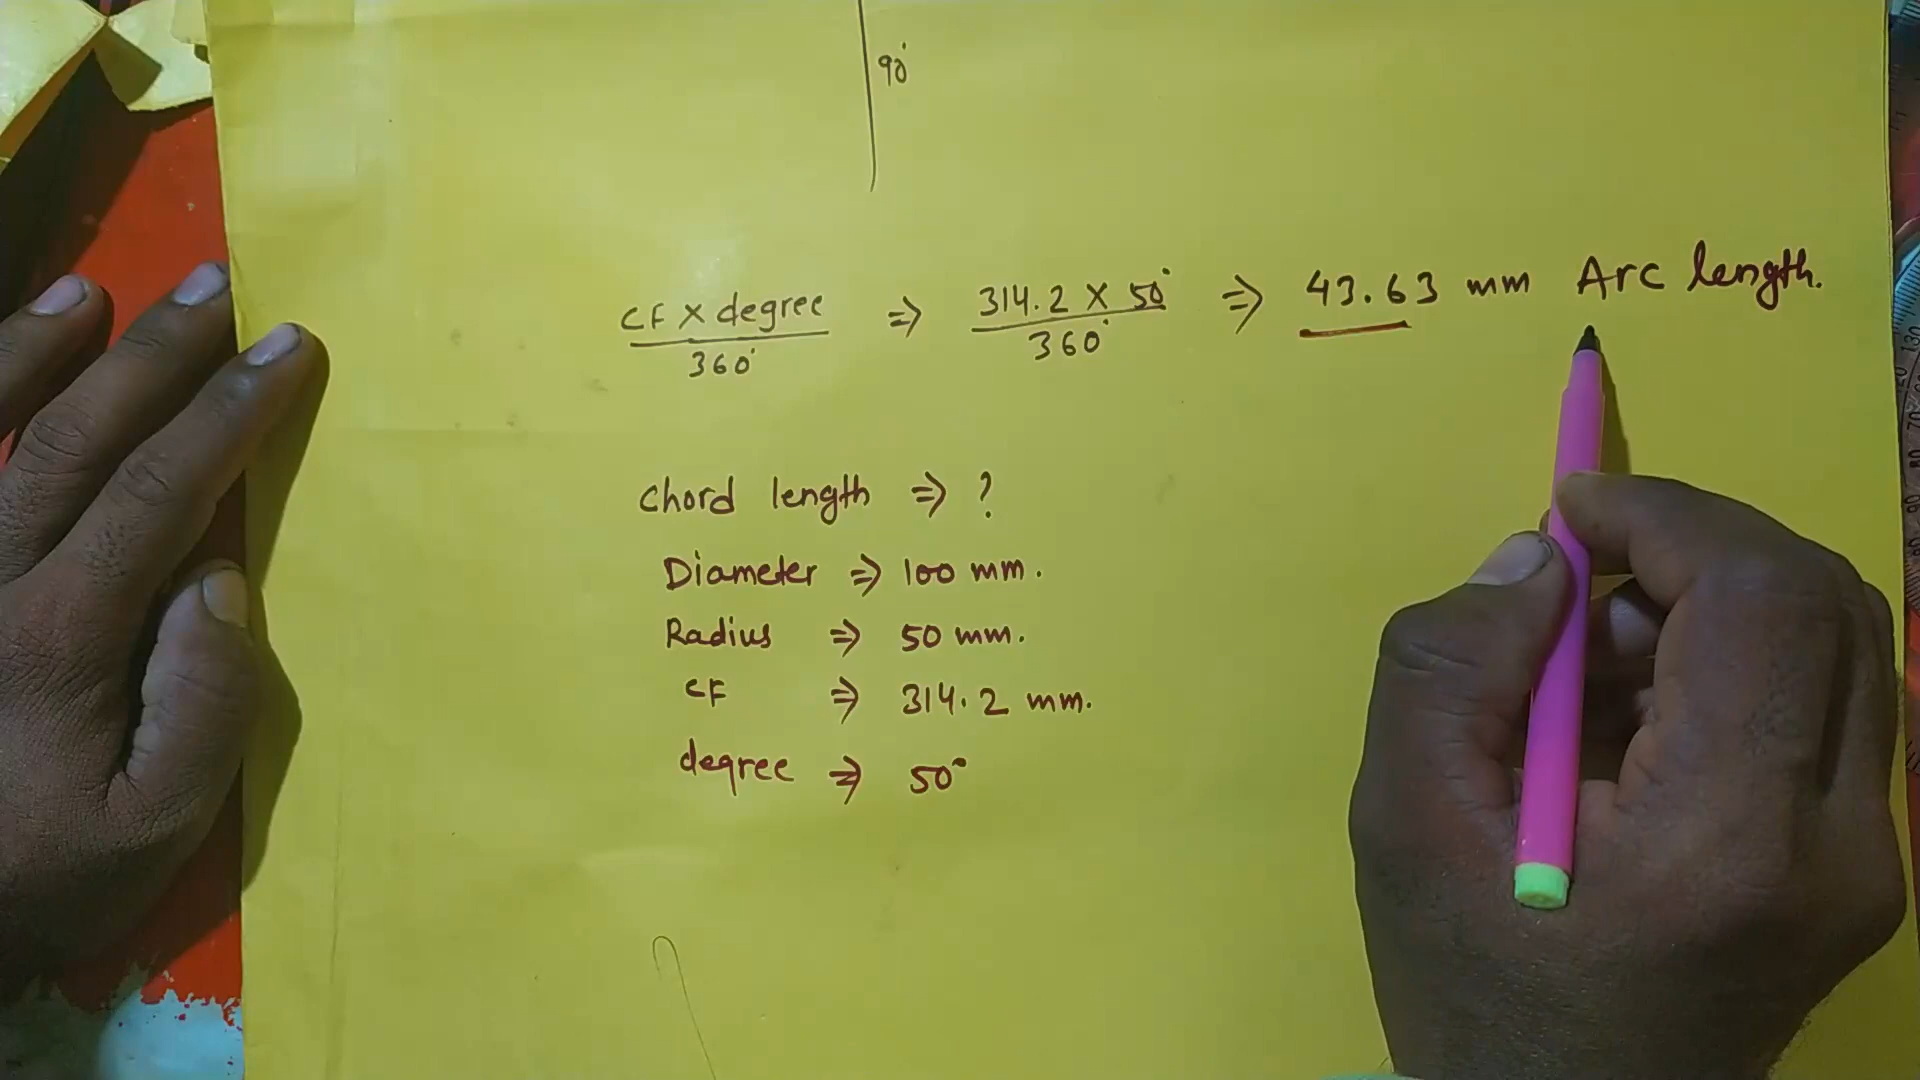 90°
CF X degree / 360° ⇒ 314.2 X 50° / 360° ⇒ 43.63 mm Arc length.
Chord length ⇒ ?
Diameter ⇒ 100 mm.
Radius ⇒ 50 mm.
CF ⇒ 314.2 mm.
degree ⇒ 50°